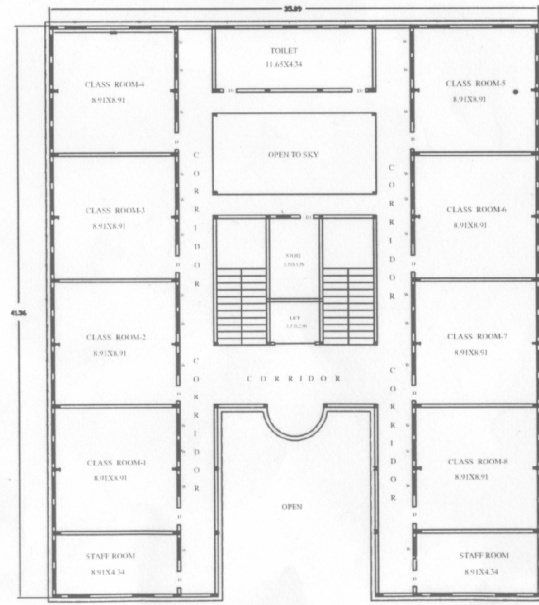 35.89
TOILET
11.65X4.34
CLASS ROOM-4
8.91X8.91
CLASS ROOM-5
8.91X8.91
OPEN TO SKY
CORRIDOR
CORRIDOR
CLASS ROOM-3
8.91X8.91
CLASS ROOM-6
8.91X8.91
41.36
CLASS ROOM-2
8.91X8.91
CLASS ROOM-7
8.91X8.91
CORRIDOR
CORRIDOR
CORRIDOR
CLASS ROOM-1
8.91X8.91
CLASS ROOM-8
8.91X8.91
OPEN
STAFF ROOM
8.91X4.34
STAFF ROOM
8.91X4.34